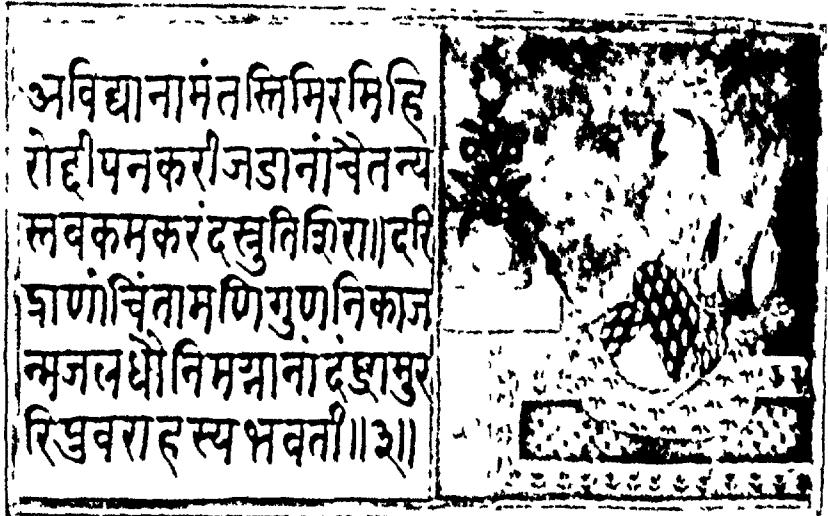 अविद्यानामंतस्तिमिरमिहि
रोद्दीपनकरीजडानांचैतन्य
स्तवकमकरंदस्त्रुतिशिरा॥दरि
द्राणांचिंतामणिगुणनिकाज
न्मजलधौनिमग्नानांदंष्ट्रामुर
रिपुवराहस्यभवती॥३॥